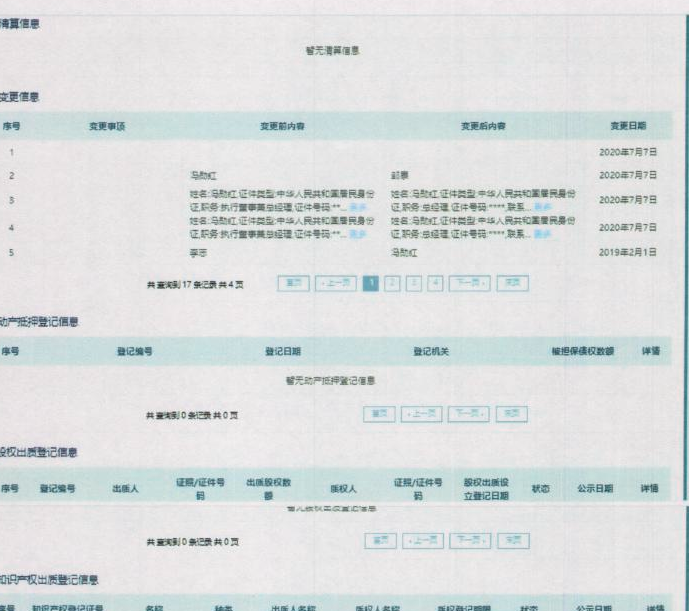 清算信息
暂无清算信息
变更信息
序号 变更事项 变更前内容 变更后内容 变更日期
1 2020年7月7日
2 冯勋红 2020年7月7日
3 姓名:冯勋红,证件类型:中华人民共和国居民身份证,职务:执行董事兼总经理,证件号码:**... 更多 姓名:冯勋红,证件类型:中华人民共和国居民身份证,职务:总经理,证件号码:****,联系... 更多 2020年7月7日
4 姓名:冯勋红,证件类型:中华人民共和国居民身份证,职务:执行董事兼总经理,证件号码:**... 更多 姓名:冯勋红,证件类型:中华人民共和国居民身份证,职务:总经理,证件号码:****,联系... 更多 2020年7月7日
5 李志 冯勋红 2019年2月1日
共查询到 17 条记录 共 4 页 首页 上一页 1 2 3 4 下一页 末页
动产抵押登记信息
序号 登记编号 登记日期 登记机关 被担保债权数额 详情
暂无动产抵押登记信息
共查询到 0 条记录 共 0 页 首页 上一页 下一页 末页
股权出质登记信息
序号 登记编号 出质人 证照/证件号码 出质股权数额 质权人 证照/证件号码 股权出质设立登记日期 状态 公示日期 详情
暂无股权出质登记信息
共查询到 0 条记录 共 0 页 首页 上一页 下一页 末页
知识产权出质登记信息
序号 知识产权登记证号 名称 种类 出质人名称 质权人名称 质权登记期限 状态 公示日期 详情